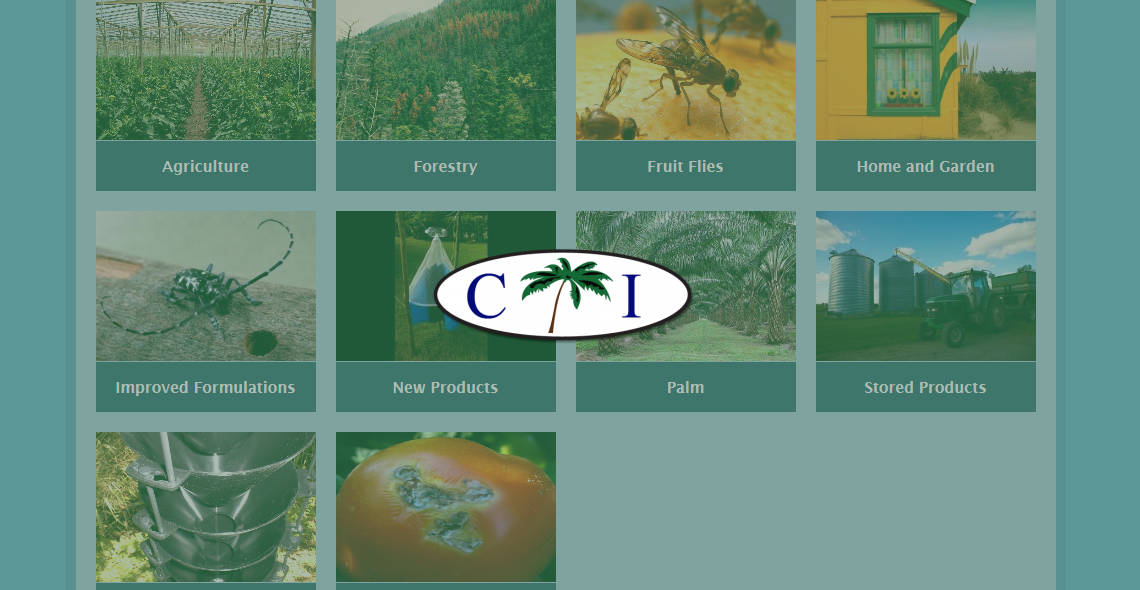 Agriculture
Forestry
Fruit Flies
Home and Garden
C I
Improved Formulations
New Products
Palm
Stored Products